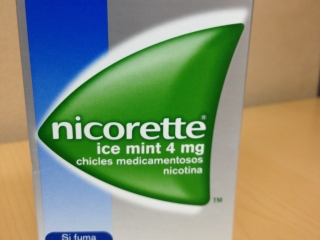 nicorette®
ice mint 4 mg
chicles medicamentosos
nicotina
TM
Si fuma